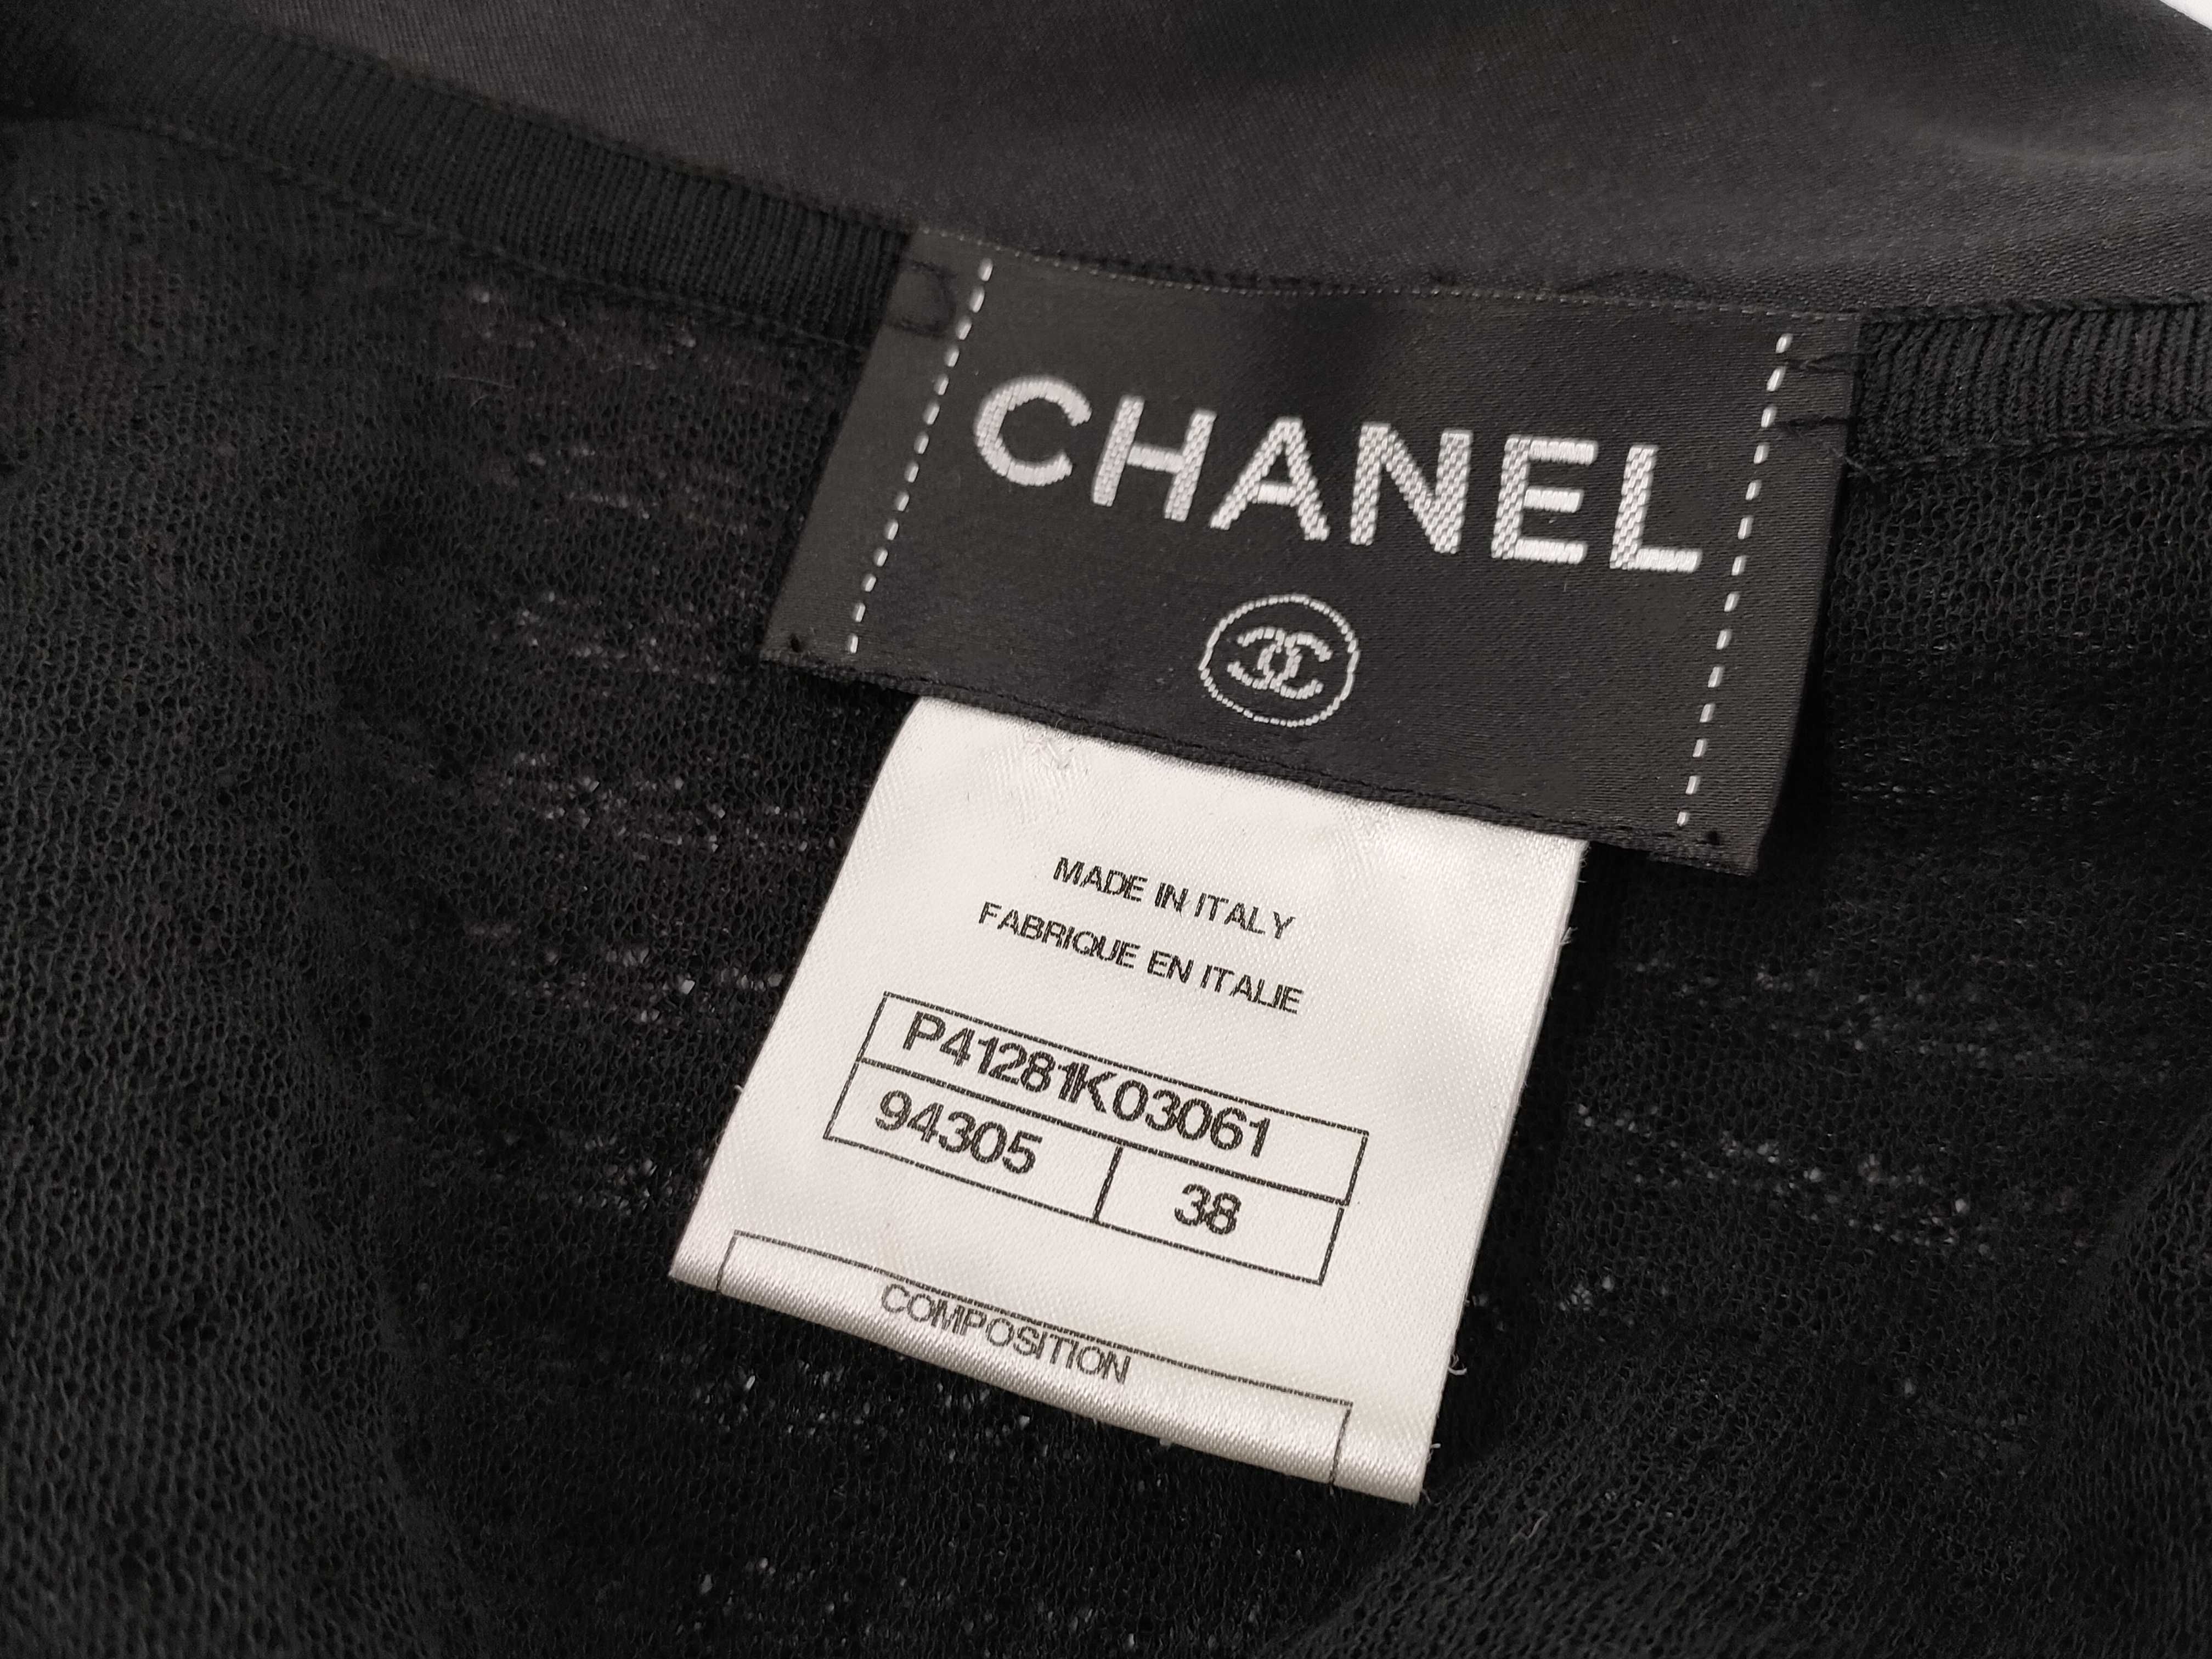 CHANEL
MADE IN ITALY
FABRIQUE EN ITALIE
P41281K03061
94305 38
COMPOSITION